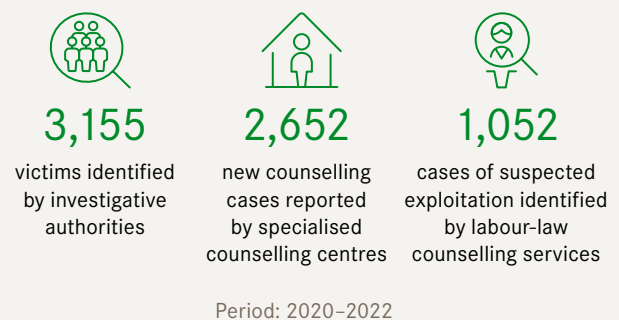 3,155
victims identified
by investigative
authorities
2,652
new counselling
cases reported
by specialised
counselling centres
1,052
cases of suspected
exploitation identified
by labour-law
counselling services
Period: 2020–2022